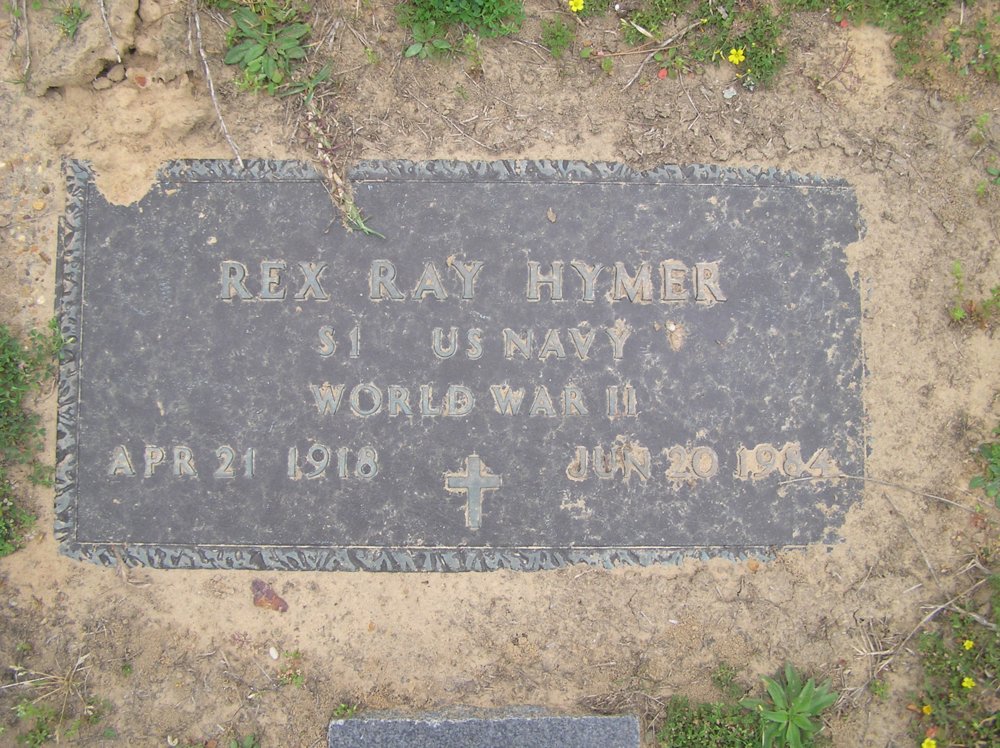 REX RAY HYMER
S1 US NAVY
WORLD WAR II
APR 21 1918 JUN 20 1984